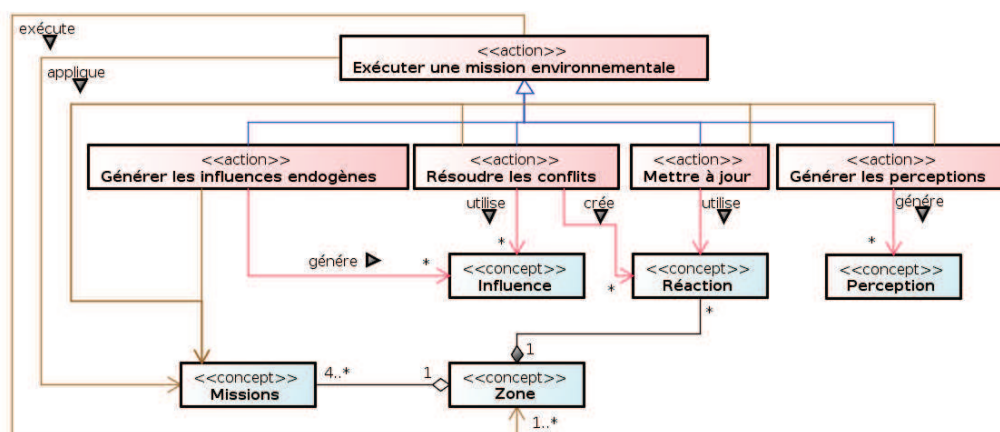 exécute
<<action>>
Exécuter une mission environnementale
applique
<<action>>
Générer les influences endogènes
<<action>>
Résoudre les conflits
<<action>>
Mettre à jour
<<action>>
Générer les perceptions
utilise
crée
utilise
génére
*
*
génére
*
*
<<concept>>
Influence
<<concept>>
Réaction
<<concept>>
Perception
*
1
4..*
1
<<concept>>
Missions
<<concept>>
Zone
1..*